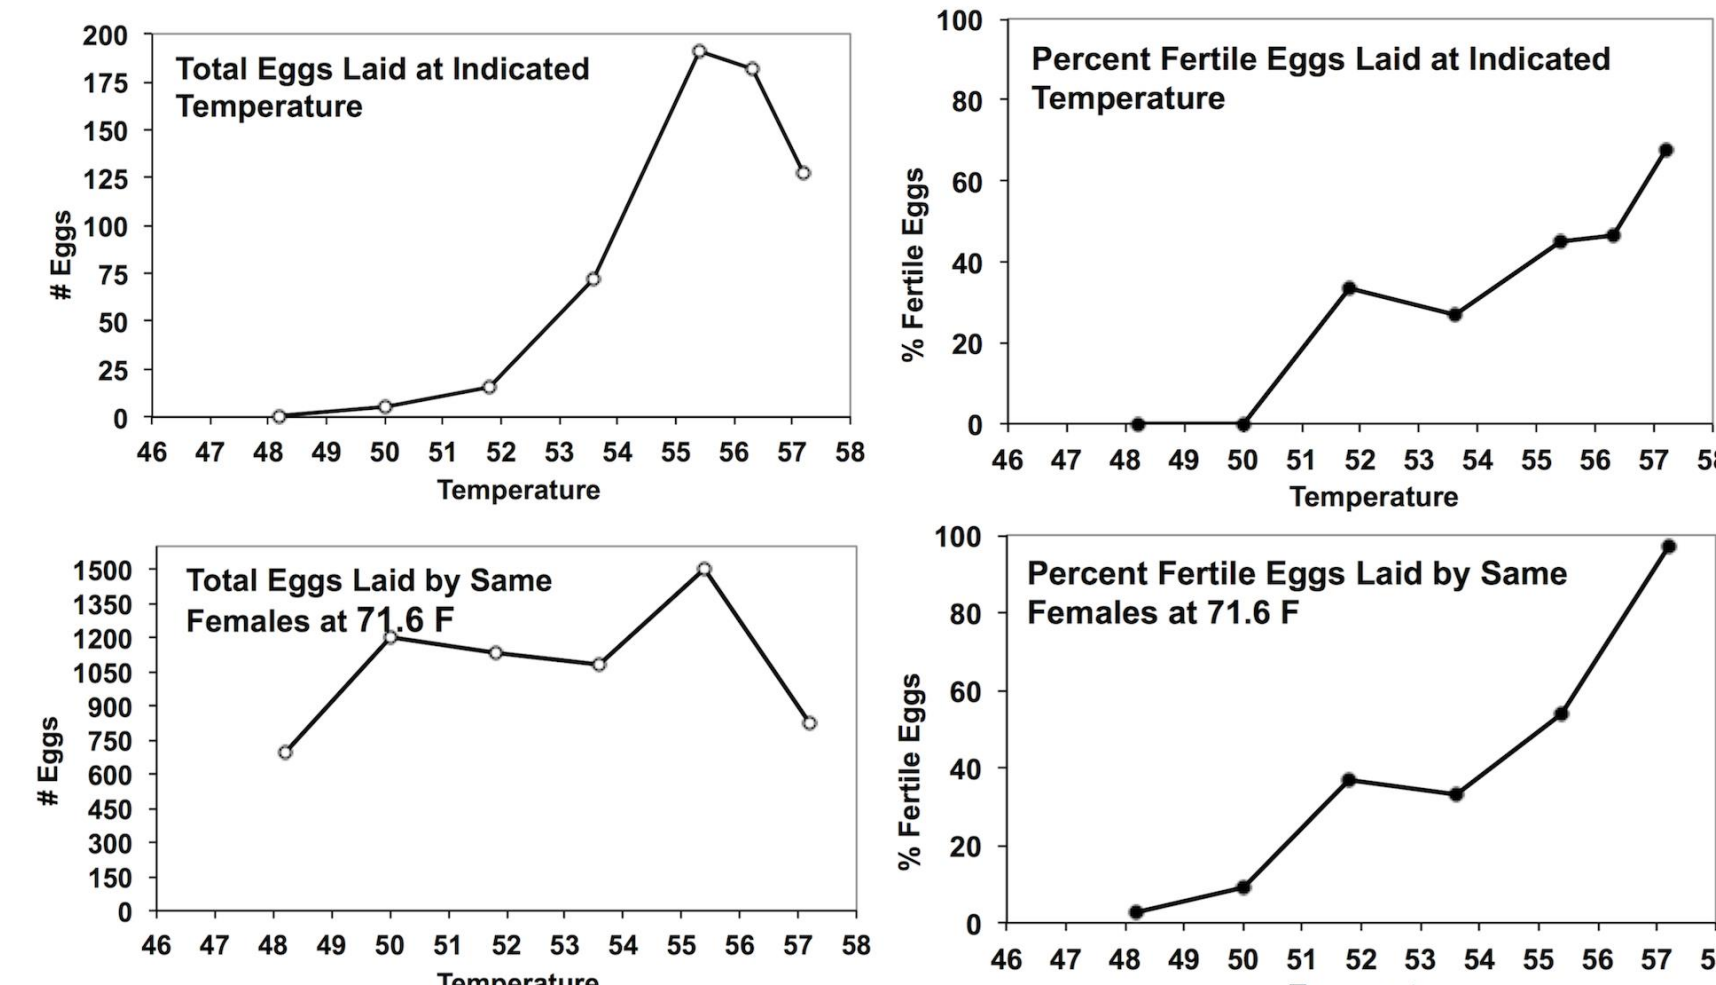 200
175
150
125
100
75
50
25
0
Total Eggs Laid at Indicated
Temperature
# Eggs
46 47 48 49 50 51 52 53 54 55 56 57 58
Temperature
100
80
60
40
20
0
Percent Fertile Eggs Laid at Indicated
Temperature
% Fertile Eggs
46 47 48 49 50 51 52 53 54 55 56 57
Temperature
1500
1350
1200
1050
900
750
600
450
300
150
0
Total Eggs Laid by Same
Females at 71.6 F
# Eggs
46 47 48 49 50 51 52 53 54 55 56 57 58
Temperature
100
80
60
40
20
0
Percent Fertile Eggs Laid by Same
Females at 71.6 F
% Fertile Eggs
46 47 48 49 50 51 52 53 54 55 56 57